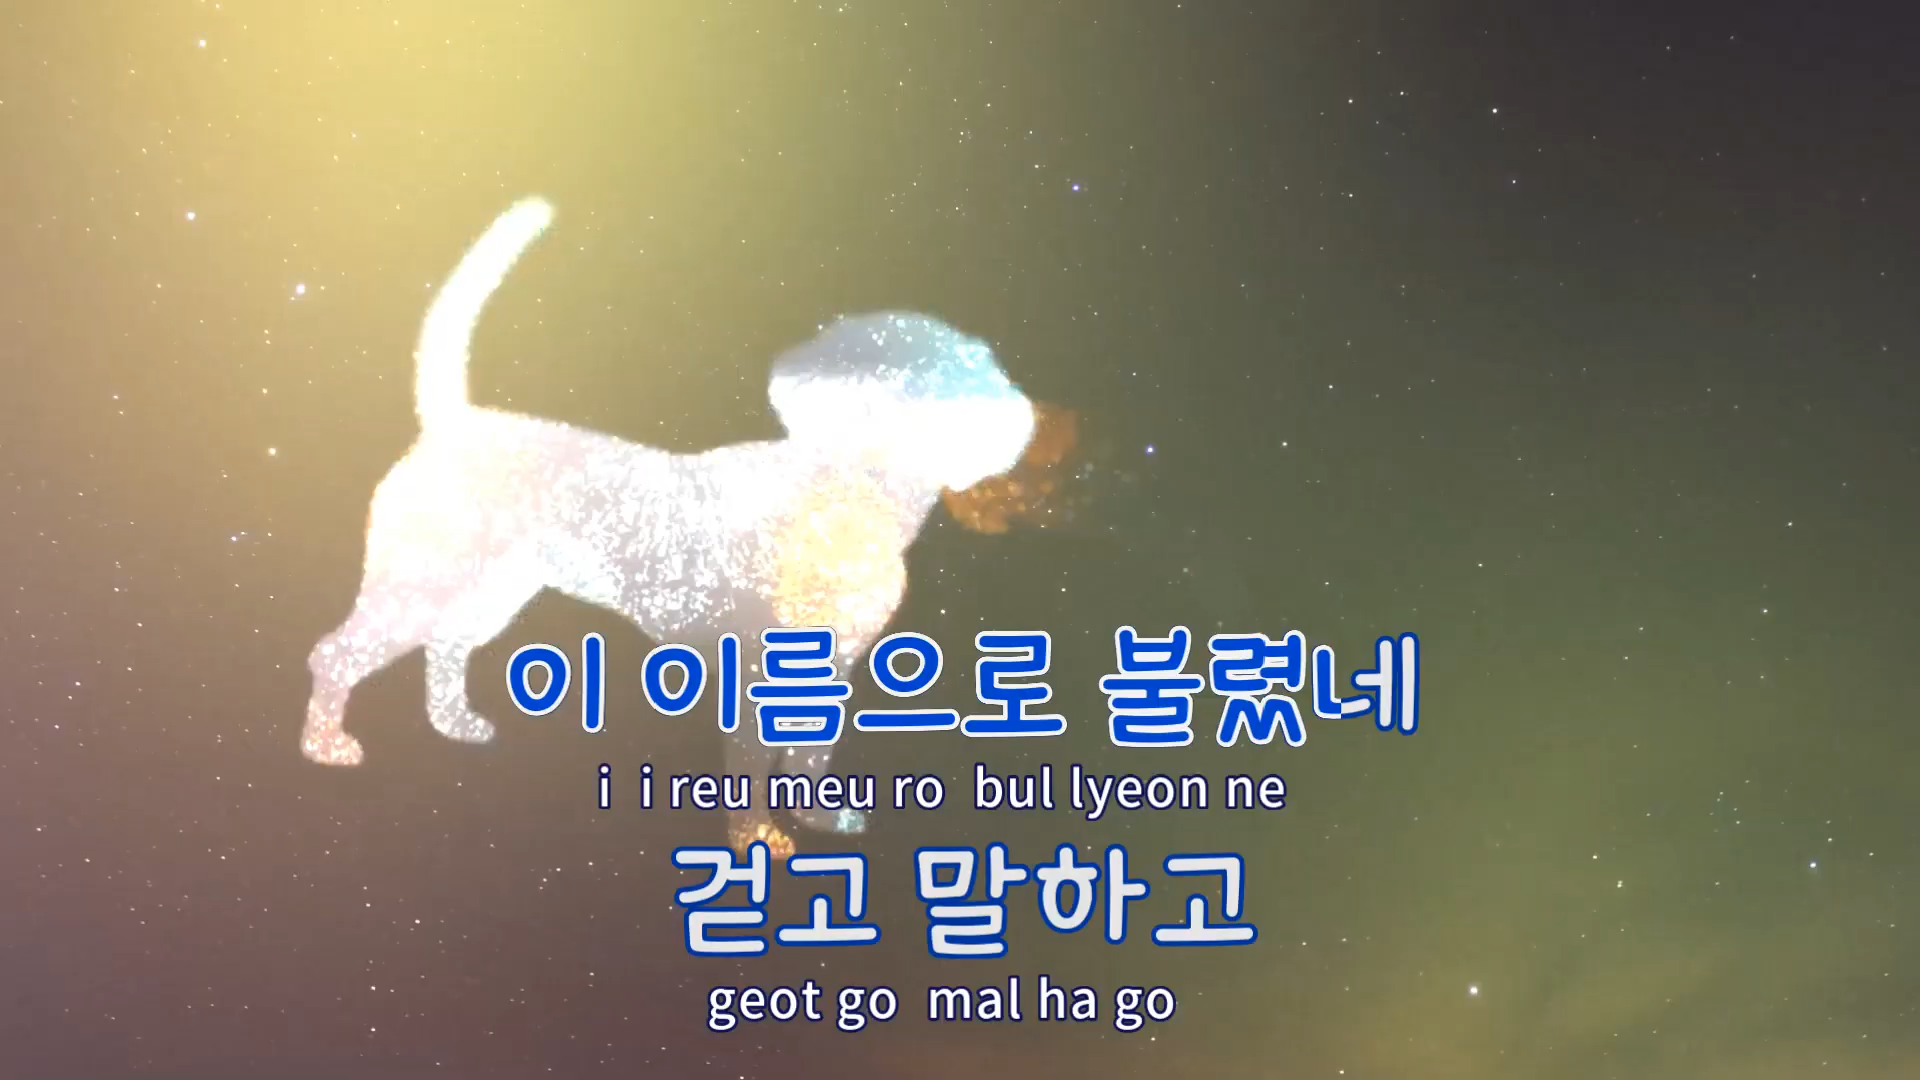 이 이름으로 불렸네
i i reu meu ro bul lyeon ne
걷고 말하고
geot go mal ha go